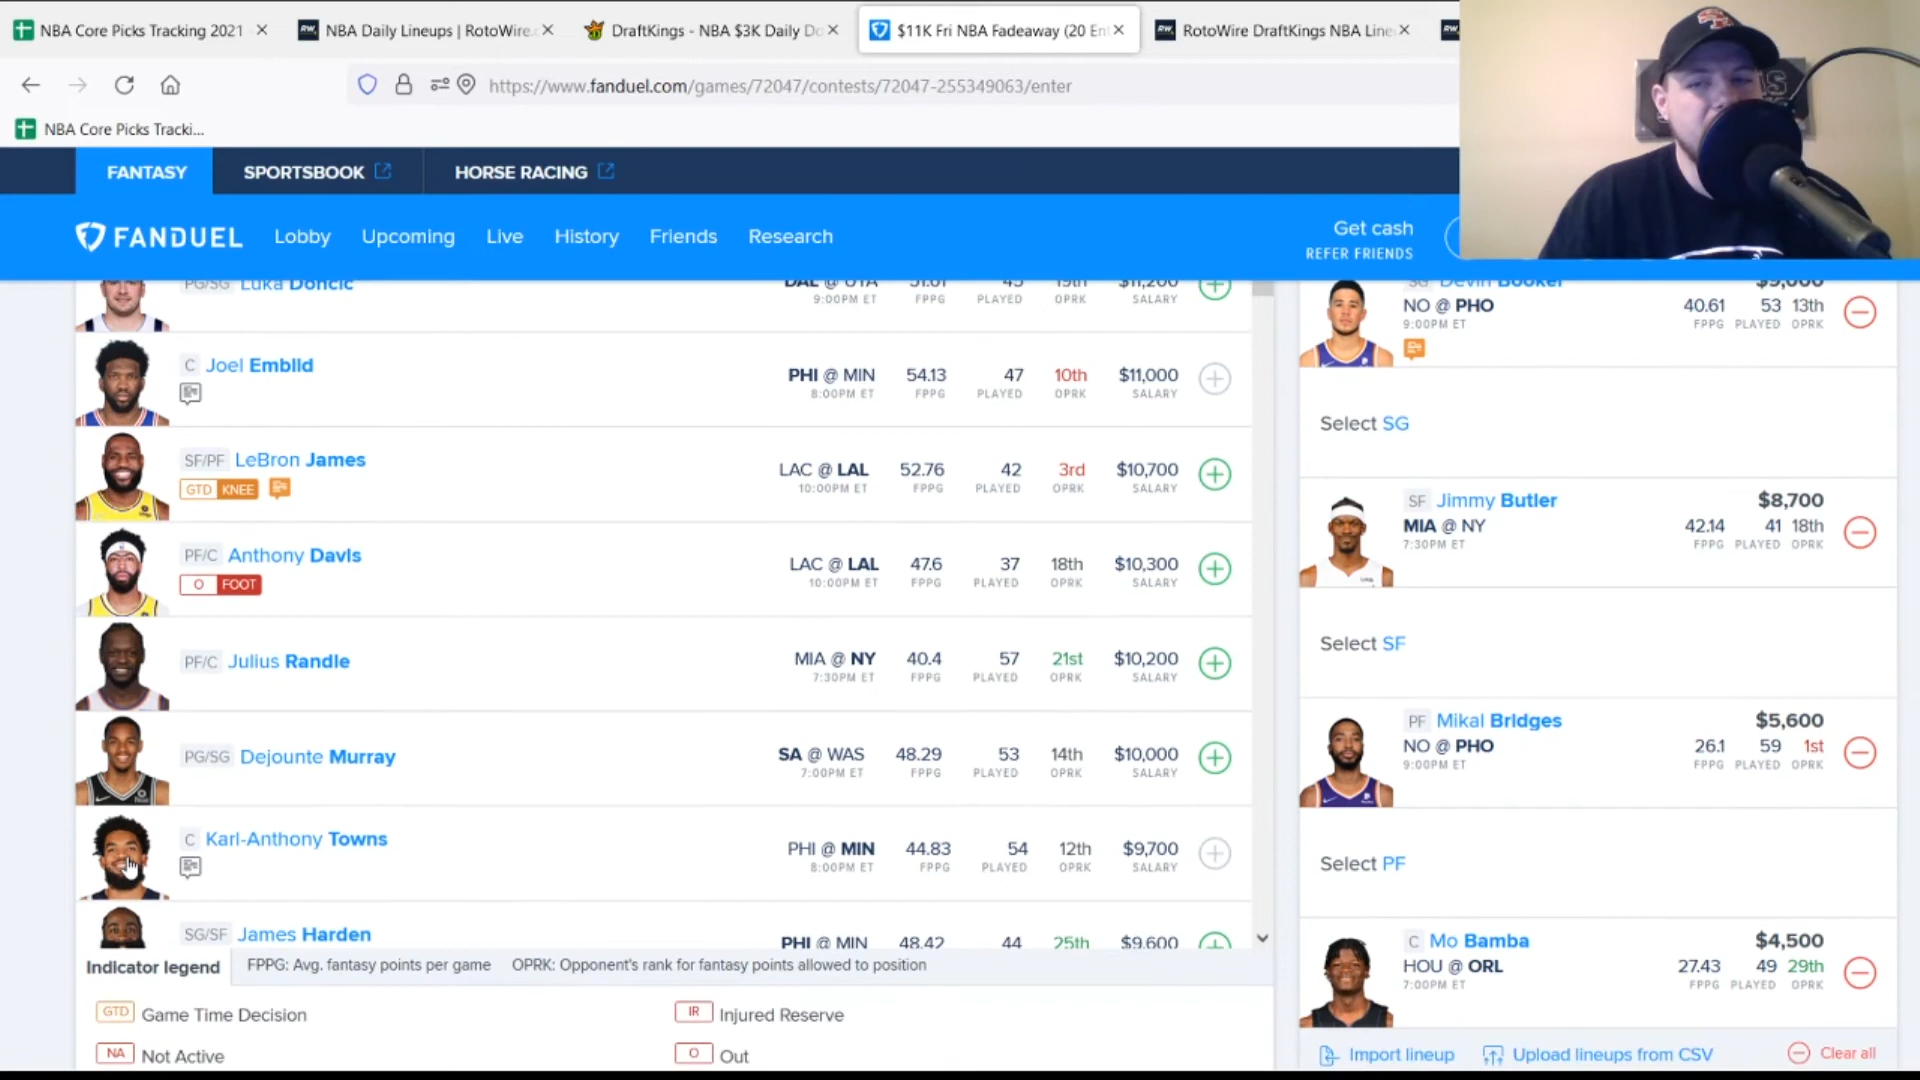 NBA Core Picks Tracking 2021
NBA Daily Lineups | RotoWire.
DraftKings - NBA $3K Daily Do
$11K Fri NBA Fadeaway (20 Ent
RotoWire DraftKings NBA Line
https://www.fanduel.com/games/72047/contests/72047-255349063/enter
NBA Core Picks Tracki...
FANTASY SPORTSBOOK HORSE RACING
FANDUEL Lobby Upcoming Live History Friends Research
Get cash
REFER FRIENDS
PG/SG Luka Doncic DAL @ UTA 51.61 45 19th $11,200
9:00PM ET FPPG PLAYED OPRK SALARY
C Joel Embiid PHI @ MIN 54.13 47 10th $11,000
8:00PM ET FPPG PLAYED OPRK SALARY
SF/PF LeBron James LAC @ LAL 52.76 42 3rd $10,700
GTD KNEE 10:00PM ET FPPG PLAYED OPRK SALARY
PF/C Anthony Davis LAC @ LAL 47.6 37 18th $10,300
O FOOT 10:00PM ET FPPG PLAYED OPRK SALARY
PF/C Julius Randle MIA @ NY 40.4 57 21st $10,200
7:30PM ET FPPG PLAYED OPRK SALARY
PG/SG Dejounte Murray SA @ WAS 48.29 53 14th $10,000
7:00PM ET FPPG PLAYED OPRK SALARY
C Karl-Anthony Towns PHI @ MIN 44.83 54 12th $9,700
8:00PM ET FPPG PLAYED OPRK SALARY
SG/SF James Harden PHI @ MIN 48.42 44 25th $9,600
Indicator legend FPPG: Avg. fantasy points per game OPRK: Opponent's rank for fantasy points allowed to position
GTD Game Time Decision IR Injured Reserve
NA Not Active O Out
SG Devin Booker $9,000
NO @ PHO 40.61 53 13th
9:00PM ET FPPG PLAYED OPRK
Select SG
SF Jimmy Butler $8,700
MIA @ NY 42.14 41 18th
7:30PM ET FPPG PLAYED OPRK
Select SF
PF Mikal Bridges $5,600
NO @ PHO 26.1 59 1st
9:00PM ET FPPG PLAYED OPRK
Select PF
C Mo Bamba $4,500
HOU @ ORL 27.43 49 29th
7:00PM ET FPPG PLAYED OPRK
Import lineup Upload lineups from CSV Clear all